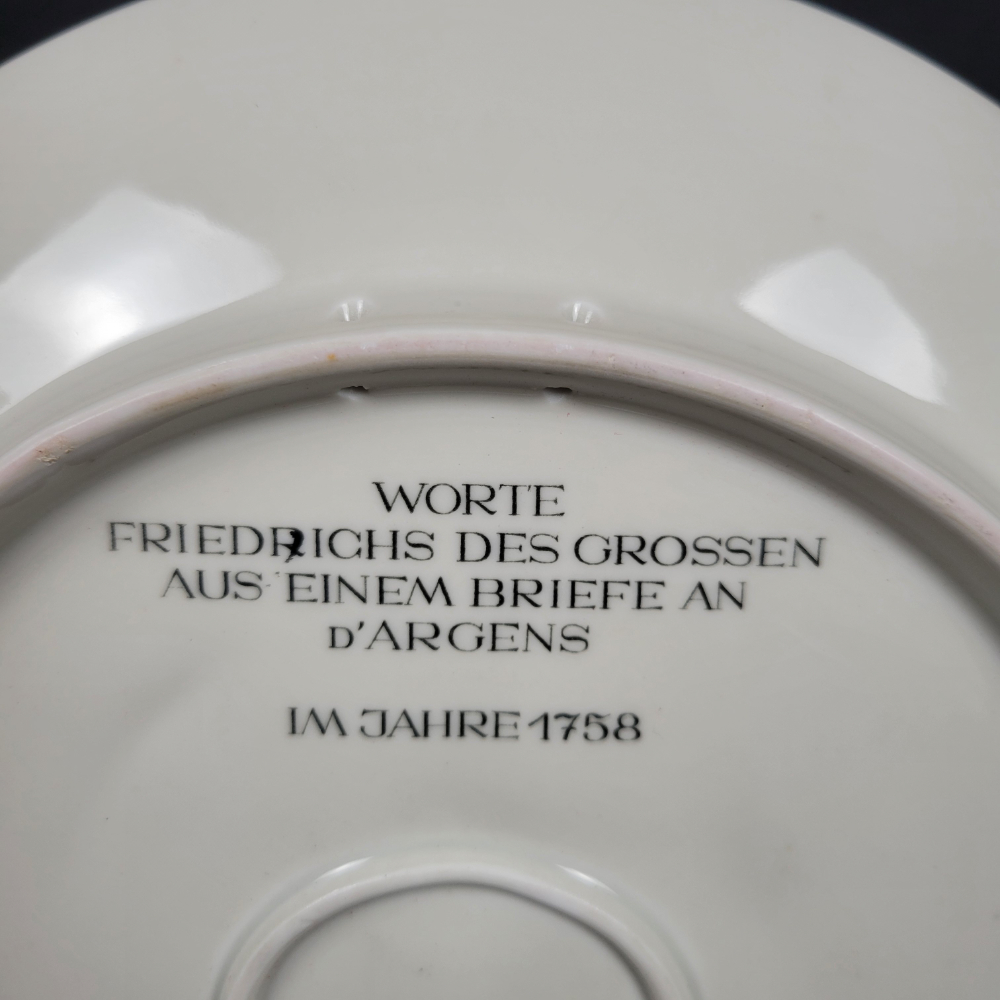 WORTE
FRIEDRICHS DES GROSSEN
AUS EINEM BRIEFE AN
D'ARGENS
IM JAHRE 1758